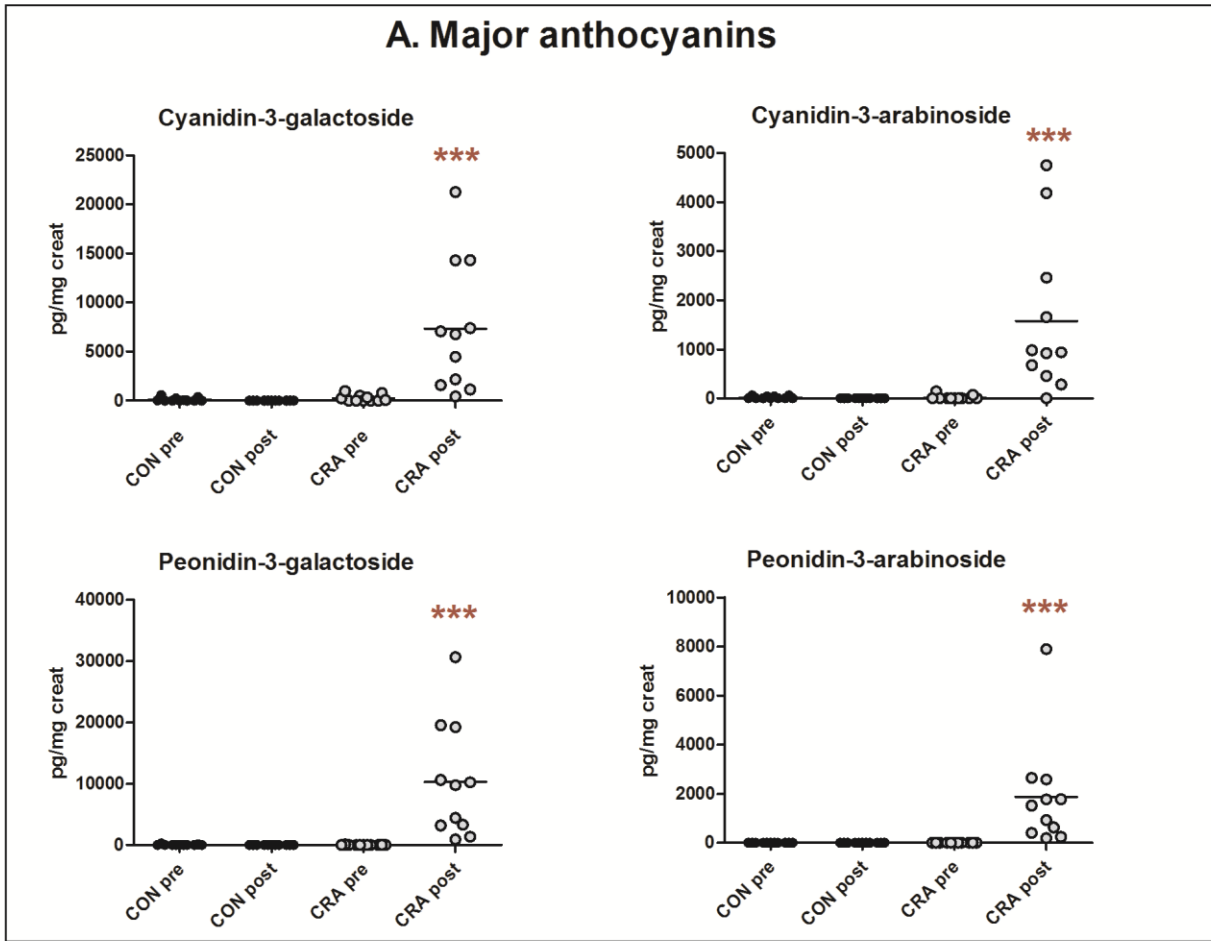 A. Major anthocyanins
Cyanidin-3-galactoside
***
25000
20000
15000
10000
5000
0
pg/mg creat
CON pre
CON post
CRA pre
CRA post
Cyanidin-3-arabinoside
***
5000
4000
3000
2000
1000
0
pg/mg creat
CON pre
CON post
CRA pre
CRA post
Peonidin-3-galactoside
***
40000
30000
20000
10000
0
pg/mg creat
CON pre
CON post
CRA pre
CRA post
Peonidin-3-arabinoside
***
10000
8000
6000
4000
2000
0
pg/mg creat
CON pre
CON post
CRA pre
CRA post